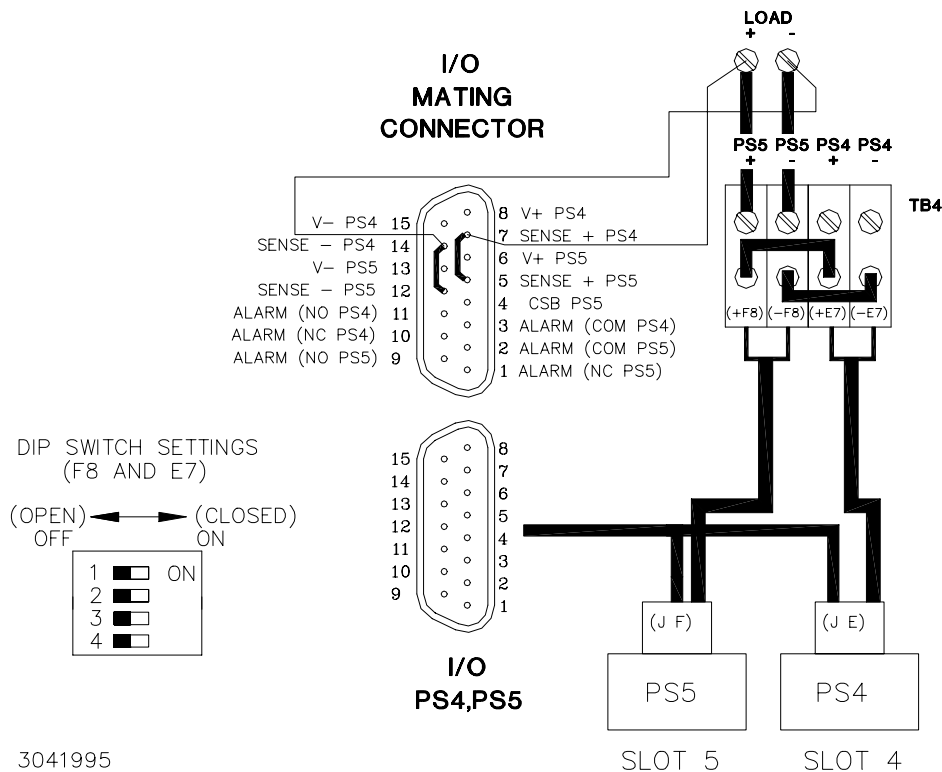 LOAD
+ -
I/O
MATING
CONNECTOR
PS5 PS5 PS4 PS4
+ - + -
TB4
V- PS4 15
SENSE - PS4 14
V- PS5 13
SENSE - PS5 12
ALARM (NO PS4) 11
ALARM (NC PS4) 10
ALARM (NO PS5) 9
8 V+ PS4
7 SENSE + PS4
6 V+ PS5
5 SENSE + PS5
4 CSB PS5
3 ALARM (COM PS4)
2 ALARM (COM PS5)
1 ALARM (NC PS5)
(+F8) (-F8) (+E7) (-E7)
DIP SWITCH SETTINGS
(F8 AND E7)
(OPEN) (CLOSED)
OFF ON
1 ON
2
3
4
15
14
13
12
11
10
9
8
7
6
5
4
3
2
1
I/O
PS4,PS5
(J F)
PS5
SLOT 5
(J E)
PS4
SLOT 4
3041995